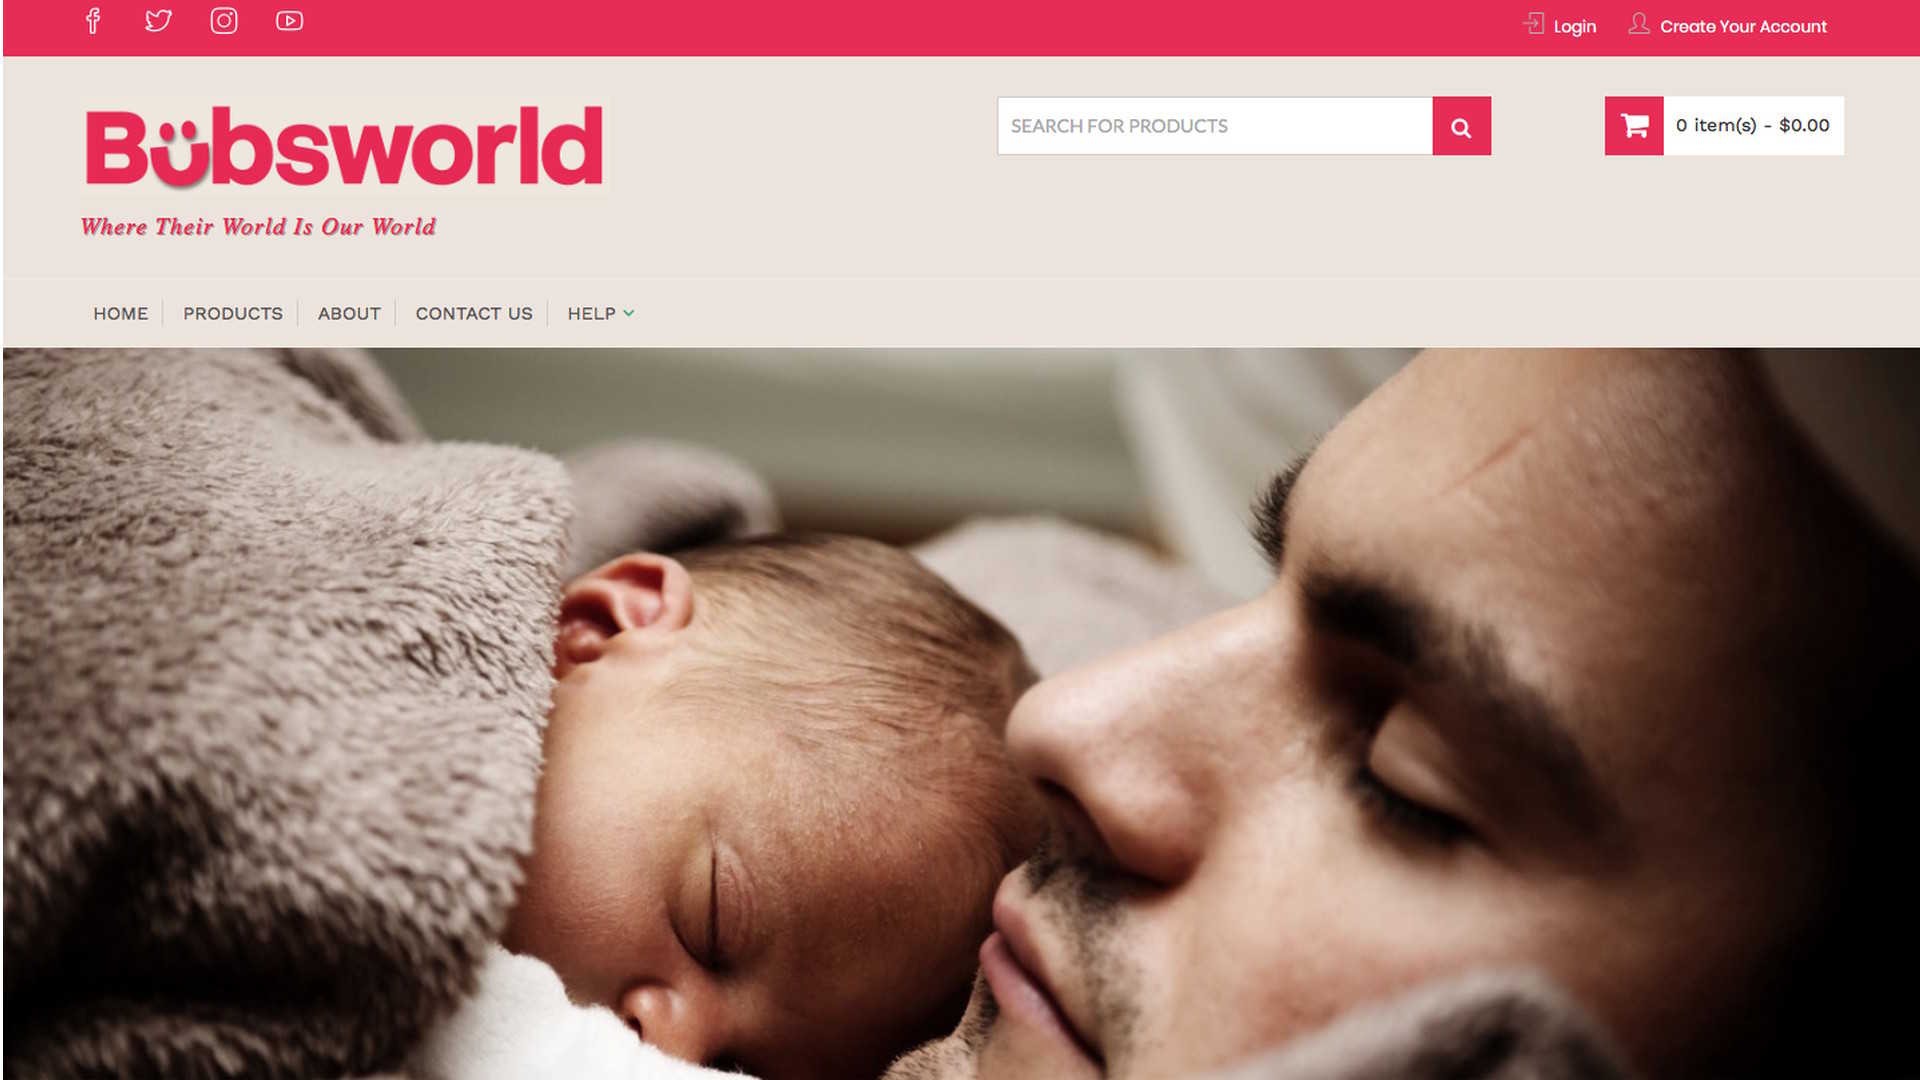 Login
Create Your Account
Bubsworld
Where Their World Is Our World
SEARCH FOR PRODUCTS
0 item(s) - $0.00
HOME
PRODUCTS
ABOUT
CONTACT US
HELP